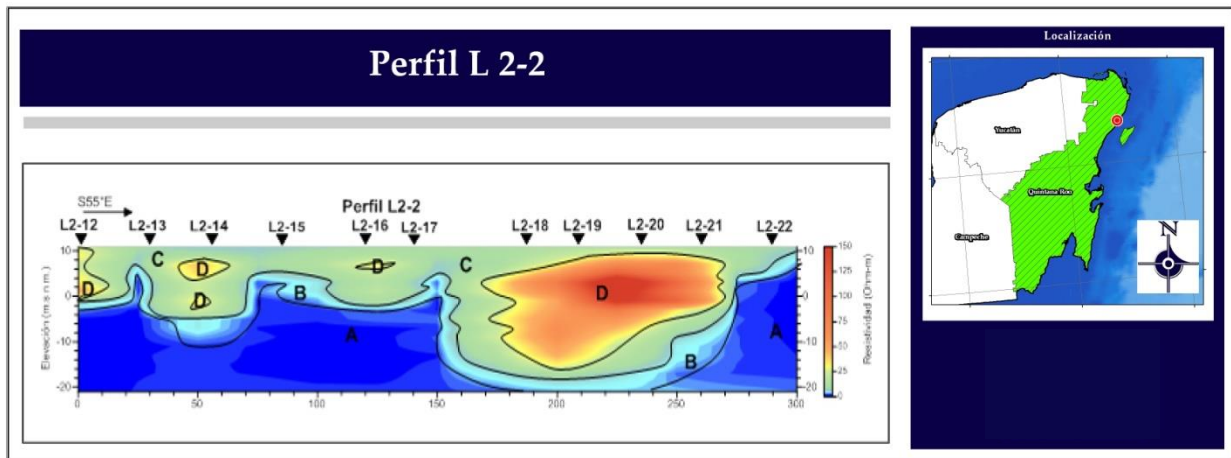 Perfil L 2-2
Localización
Yucatán
Quintana Roo
Campeche
N
S55°E
Perfil L2-2
L2-12 L2-13 L2-14 L2-15 L2-16 L2-17 L2-18 L2-19 L2-20 L2-21 L2-22
Elevación (m.s.n.m.)
10
0
-10
-20
C D D D B D A C D B A
10
0
-10
-20
0 50 100 150 200 250 300
150
125
100
75
50
25
0
Resistividad (Ohm-m)